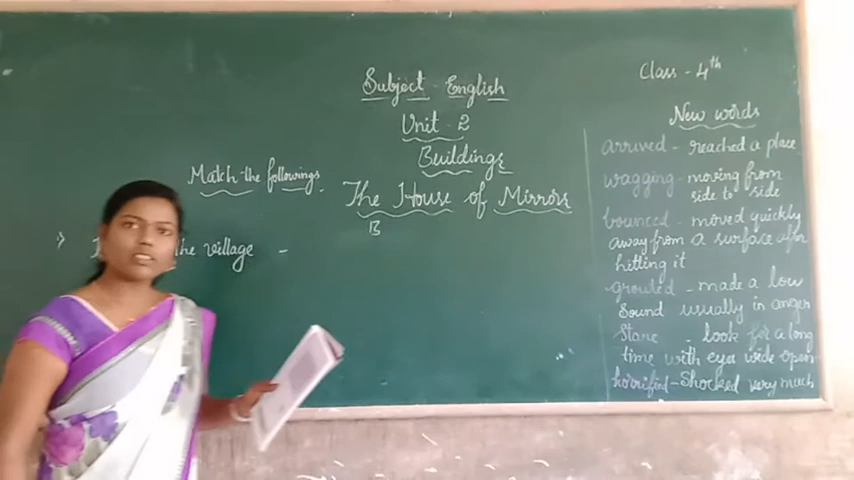 Subject - English
Class - 4th
Unit - 2
Buildings
Match the followings.
The House of Mirrors
B
the village -
New words
arrived - reached a place
wagging - moving from
side to side
bounced - moved quickly
away from a surface after
hitting it
growled - made a low
Sound usually in anger
Stare - look for a long
time with eyes wide open
horrified - Shocked very much